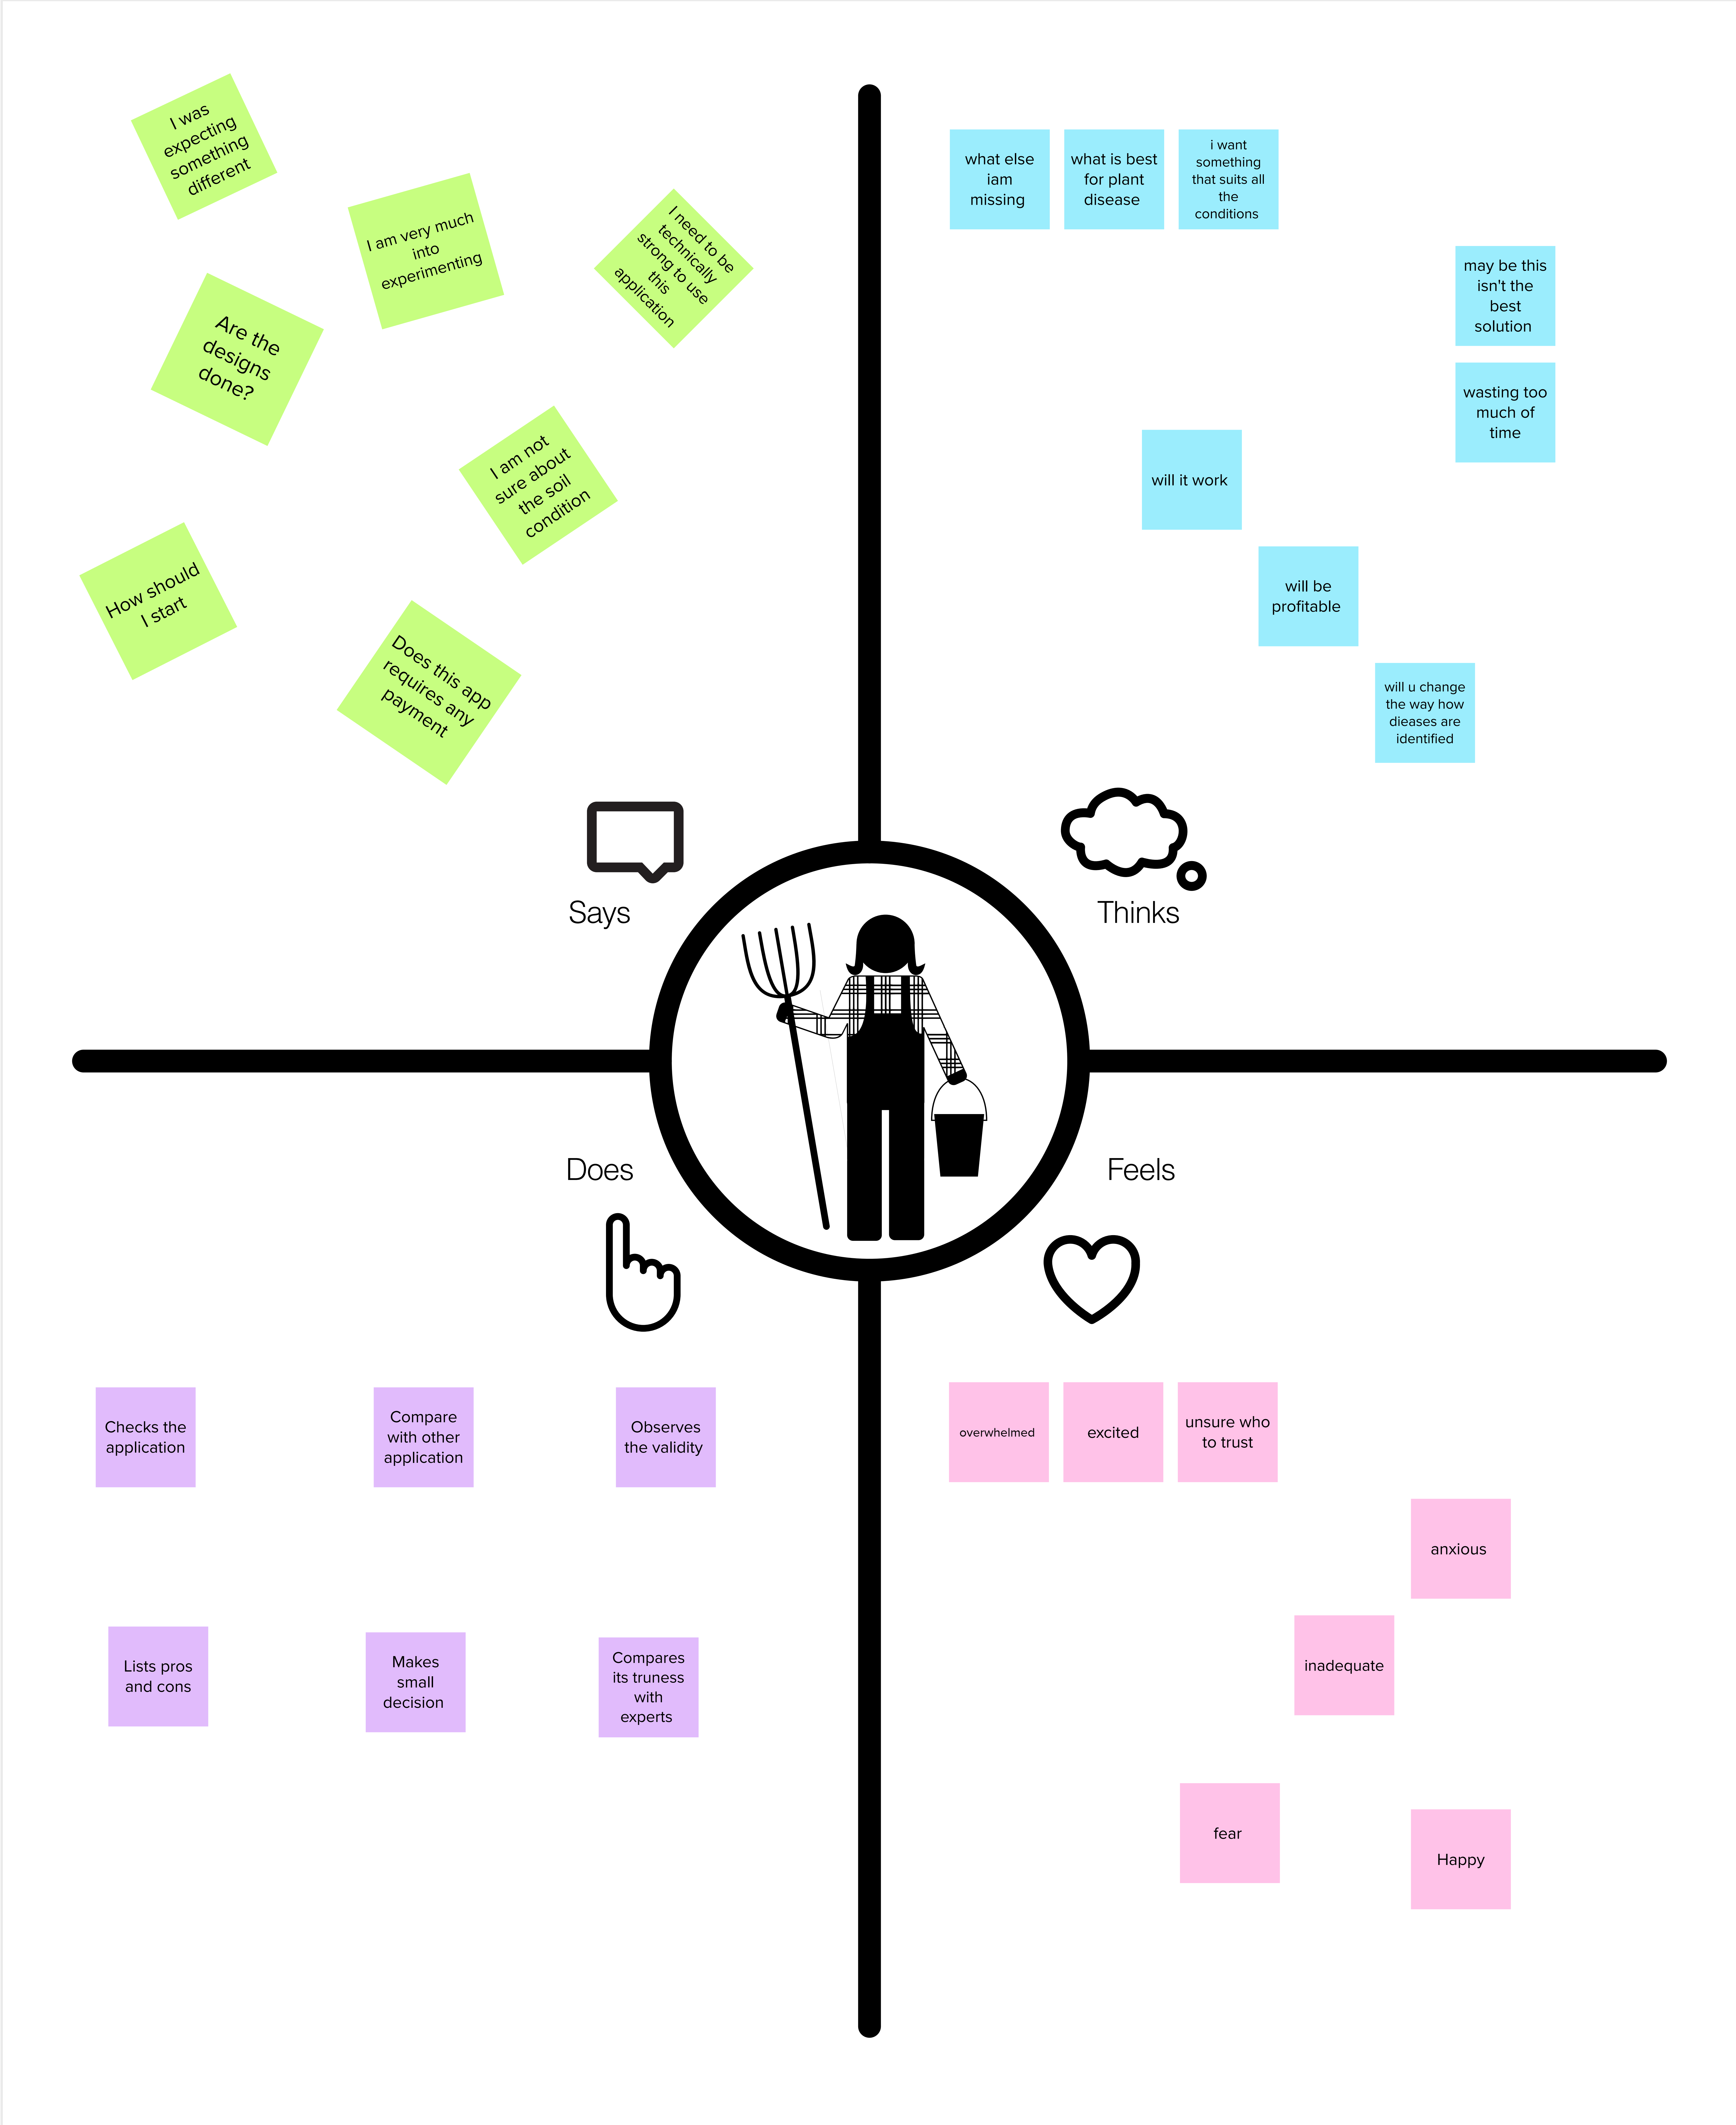 I was
expecting
something
different
I am very much
into
experimenting
I need to be
technically
strong to use
this
application
Are the
designs
done?
I am not
sure about
the soil
condition
How should
I start
Does this app
requires any
payment
Says
what else
iam
missing
what is best
for plant
disease
i want
something
that suits all
the
conditions
may be this
isn't the
best
solution
wasting too
much of
time
will it work
will be
profitable
will u change
the way how
dieases are
identified
Thinks
Does
Checks the
application
Compare
with other
application
Observes
the validity
Lists pros
and cons
Makes
small
decision
Compares
its truness
with
experts
Feels
overwhelmed
excited
unsure who
to trust
anxious
inadequate
fear
Happy